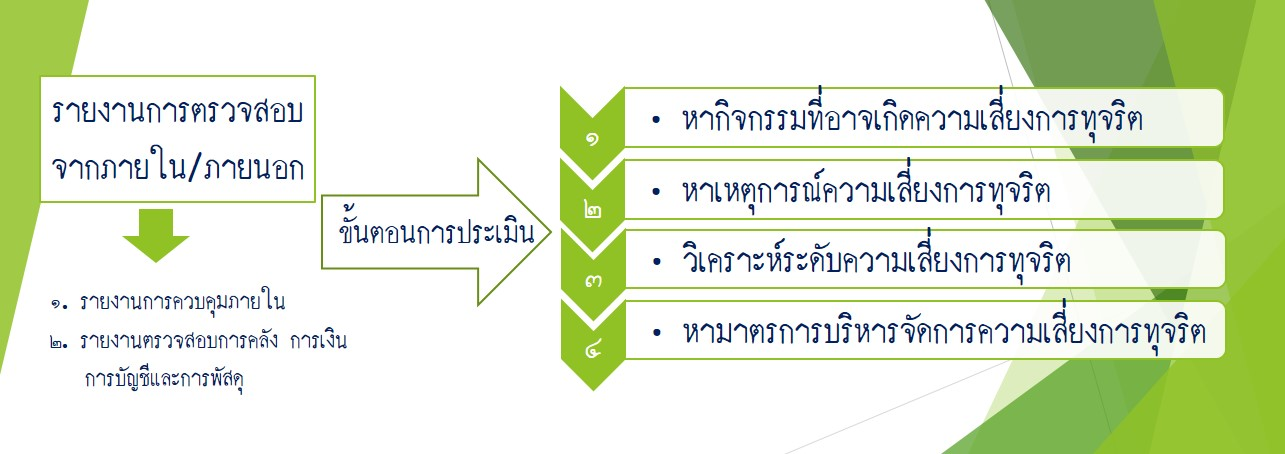 รายงานการตรวจสอบ
จากภายใน/ภายนอก
๑. รายงานการควบคุมภายใน
๒. รายงานตรวจสอบการคลัง การเงิน
การบัญชีและการพัสดุ
ขั้นตอนการประเมิน
๑
• หากิจกรรมที่อาจเกิดความเสี่ยงการทุจริต
๒
• หาเหตุการณ์ความเสี่ยงการทุจริต
๓
• วิเคราะห์ระดับความเสี่ยงการทุจริต
๔
• หามาตรการบริหารจัดการความเสี่ยงการทุจริต